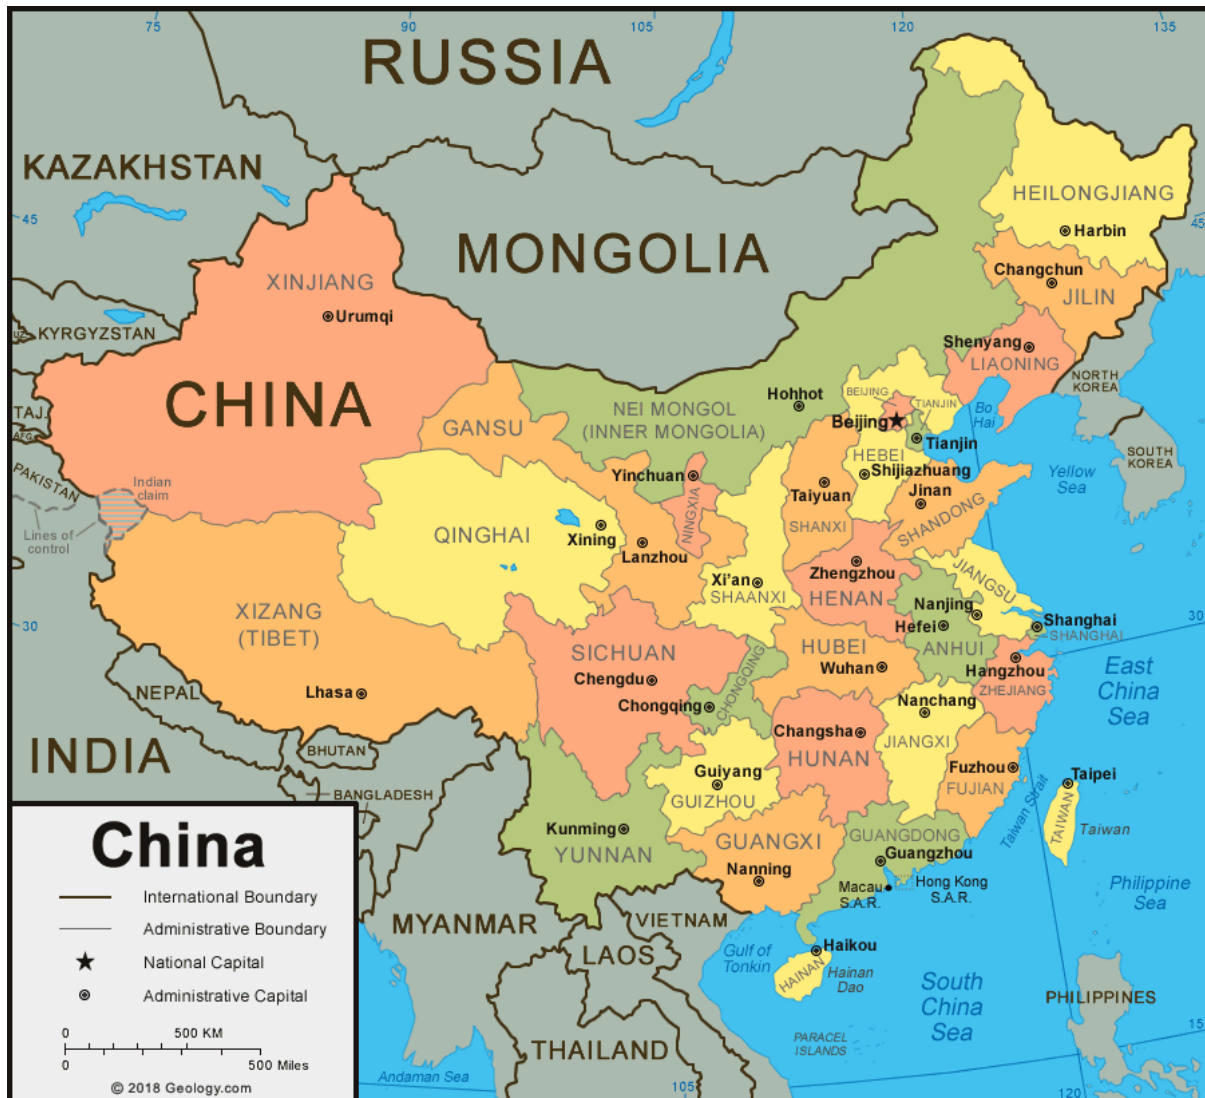 75
90
105
120
135
RUSSIA
KAZAKHSTAN
HEILONGJIANG
45
45
Harbin
MONGOLIA
Changchun
XINJIANG
JILIN
Urumqi
UZ.
KYRGYZSTAN
Shenyang
LIAONING
NORTH
KOREA
CHINA
Hohhot
BEIJING
TIANJIN
Bo
Hai
TAJ.
NEI MONGOL
(INNER MONGOLIA)
GANSU
Beijing
Tianjin
AFG.
HEBEI
SOUTH
KOREA
PAKISTAN
Indian
claim
Yinchuan
Shijiazhuang
Yellow
Sea
Taiyuan
Jinan
NINGXIA
SHANXI
SHANDONG
Lines of
control
QINGHAI
Xining
Lanzhou
Zhengzhou
JIANGSU
Xi'an
SHAANXI
HENAN
XIZANG
(TIBET)
Nanjing
Hefei
Shanghai
SHANGHAI
30
30
ANHUI
SICHUAN
HUBEI
Wuhan
Hangzhou
ZHEJIANG
East
China
Sea
NEPAL
Lhasa
Chengdu
CHONGQING
Chongqing
Nanchang
Changsha
JIANGXI
INDIA
BHUTAN
HUNAN
Guiyang
GUIZHOU
Fuzhou
FUJIAN
Taipei
BANGLADESH
Taiwan Strait
TAIWAN
Taiwan
Kunming
YUNNAN
GUANGXI
Nanning
GUANGDONG
Guangzhou
Macau
S.A.R.
Hong Kong
S.A.R.
Philippine
Sea
MYANMAR
VIETNAM
LAOS
Gulf of
Tonkin
Haikou
HAINAN
Hainan
Dao
South
China
Sea
PHILIPPINES
PARACEL
ISLANDS
THAILAND
Andaman Sea
105
120
15
China
International Boundary
Administrative Boundary
National Capital
Administrative Capital
0 500 KM
0 500 Miles
© 2018 Geology.com